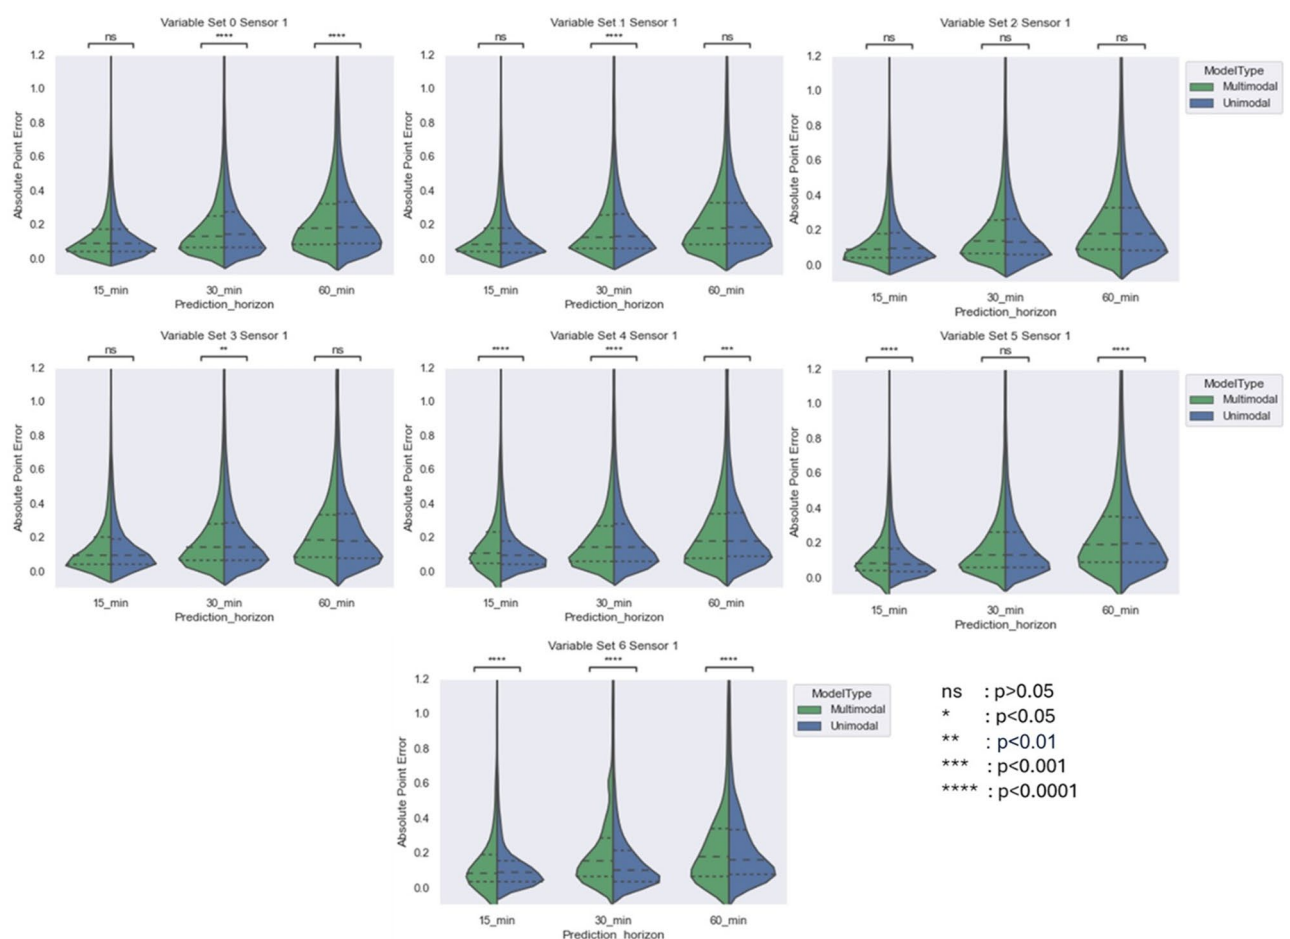 Variable Set 0 Sensor 1
ns **** ****
Absolute Point Error
1.2
1.0
0.8
0.6
0.4
0.2
0.0
15_min 30_min 60_min
Prediction_horizon
Variable Set 1 Sensor 1
ns **** ns
Absolute Point Error
1.2
1.0
0.8
0.6
0.4
0.2
0.0
15_min 30_min 60_min
Prediction_horizon
Variable Set 2 Sensor 1
ns ns ns
Absolute Point Error
1.2
1.0
0.8
0.6
0.4
0.2
0.0
15_min 30_min 60_min
Prediction_horizon
ModelType
Multimodal
Unimodal
Variable Set 3 Sensor 1
ns ** ns
Absolute Point Error
1.2
1.0
0.8
0.6
0.4
0.2
0.0
15_min 30_min 60_min
Prediction_horizon
Variable Set 4 Sensor 1
**** **** ***
Absolute Point Error
1.2
1.0
0.8
0.6
0.4
0.2
0.0
15_min 30_min 60_min
Prediction_horizon
Variable Set 5 Sensor 1
**** ns ****
Absolute Point Error
1.2
1.0
0.8
0.6
0.4
0.2
0.0
15_min 30_min 60_min
Prediction_horizon
ModelType
Multimodal
Unimodal
Variable Set 6 Sensor 1
**** **** ****
Absolute Point Error
1.2
1.0
0.8
0.6
0.4
0.2
0.0
15_min 30_min 60_min
Prediction_horizon
ModelType
Multimodal
Unimodal
ns : p>0.05
* : p<0.05
** : p<0.01
*** : p<0.001
**** : p<0.0001